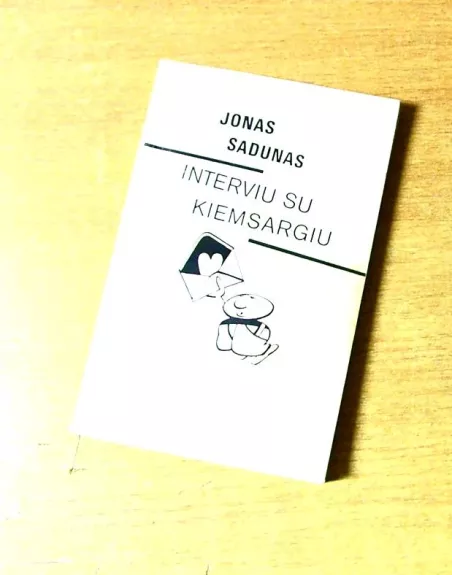 JONAS
SADUNAS
INTERVIU SU
KIEMSARGIU